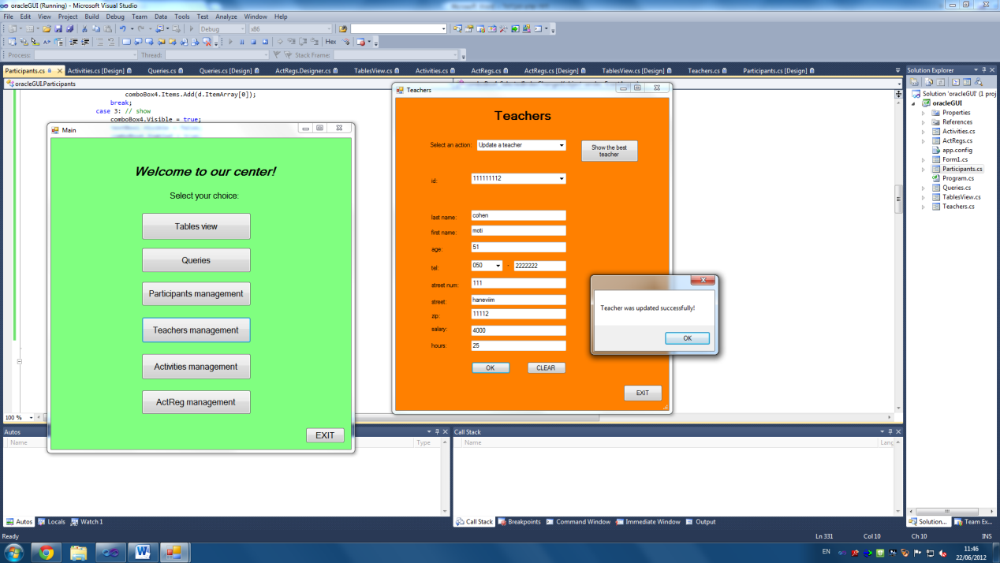 oracleGUI (Running) - Microsoft Visual Studio
File Edit View Project Build Debug Team Data Tools Test Analyze Window Help
Debug x86
Hex
Process: Thread: Stack Frame:
Participants.cs Activities.cs [Design] Queries.cs Queries.cs [Design] ActRegs.Designer.cs TablesView.cs Activities.cs ActRegs.cs ActRegs.cs [Design] TablesView.cs [Design] Teachers.cs Participants.cs [Design]
oracleGUI.Participants
comboBox4.Items.Add(d.ItemArray[0]);
break;
case 3: // show
comboBox4.Visible = true;
Main
Welcome to our center!
Select your choice:
Tables view
Queries
Participants management
Teachers management
Activities management
ActReg management
EXIT
Teachers
Teachers
Select an action: Update a teacher
Show the best
teacher
id: 111111112
last name: cohen
first name: moti
age: 51
tel: 050 - 2222222
street num: 111
street: haneviim
zip: 11112
salary: 4000
hours: 25
OK CLEAR
EXIT
Teacher was updated successfully!
OK
Solution Explorer
Solution 'oracleGUI' (1 proj
oracleGUI
Properties
References
Activities.cs
ActRegs.cs
app.config
Form1.cs
Participants.cs
Program.cs
Queries.cs
TablesView.cs
Teachers.cs
100 %
Autos
Name Type
Call Stack
Name Lang
Autos Locals Watch 1
Call Stack Breakpoints Command Window Immediate Window Output
Solution... Team Ex...
Ready Ln 331 Col 10 Ch 10 INS
EN
11:46
22/06/2012